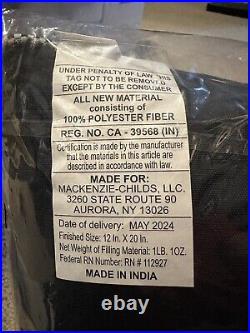 UNDER PENALTY OF LAW THIS
TAG NOT TO BE REMOVED
EXCEPT BY THE CONSUMER
ALL NEW MATERIAL
consisting of
100% POLYESTER FIBER
REG. NO. CA - 39568 (IN)
Certification is made by the manufacturer
that the materials in this article are
described in accordance with law.
MADE FOR:
MACKENZIE-CHILDS, LLC.
3260 STATE ROUTE 90
AURORA, NY 13026
Date of delivery: MAY 2024
Finished Size: 12 In. X 20 In.
Net Weight of Filling Material: 1LB. 1OZ.
Federal RN Number: RN # 112927
MADE IN INDIA